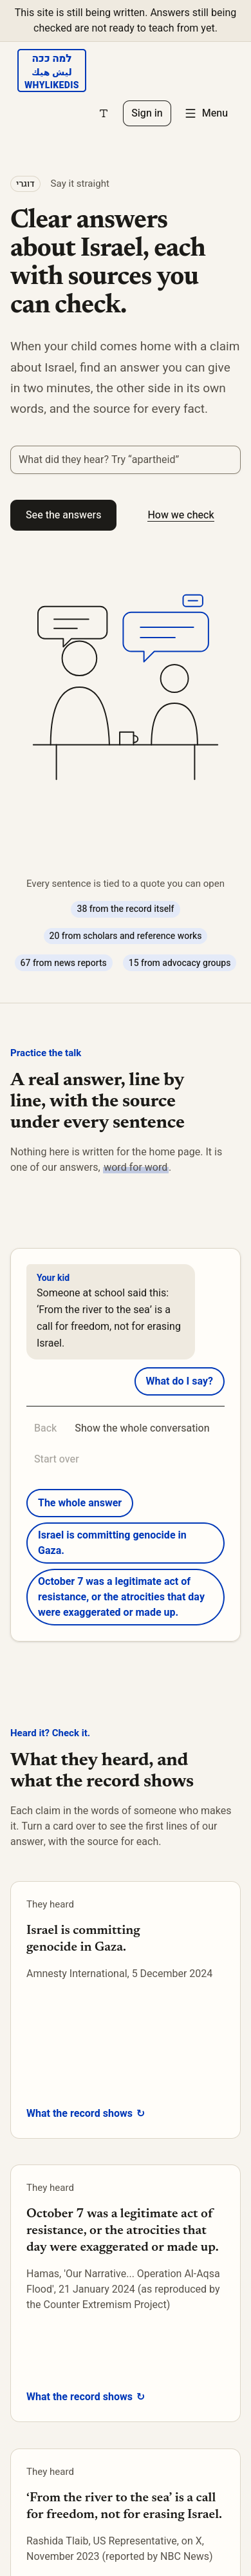 This site is still being written. Answers still being
checked are not ready to teach from yet.
למה ככה
ليش هيك
WHYLIKEDIS
Sign in
Menu
דוגרי
Say it straight
Clear answers
about Israel, each
with sources you
can check.
When your child comes home with a claim
about Israel, find an answer you can give
in two minutes, the other side in its own
words, and the source for every fact.
What did they hear? Try “apartheid”
See the answers
How we check
Every sentence is tied to a quote you can open
38 from the record itself
20 from scholars and reference works
67 from news reports
15 from advocacy groups
Practice the talk
A real answer, line by
line, with the source
under every sentence
Nothing here is written for the home page. It is
one of our answers, word for word.
Your kid
Someone at school said this:
‘From the river to the sea’ is a
call for freedom, not for erasing
Israel.
What do I say?
Back
Show the whole conversation
Start over
The whole answer
Israel is committing genocide in
Gaza.
October 7 was a legitimate act of
resistance, or the atrocities that day
were exaggerated or made up.
Heard it? Check it.
What they heard, and
what the record shows
Each claim in the words of someone who makes
it. Turn a card over to see the first lines of our
answer, with the source for each.
They heard
Israel is committing
genocide in Gaza.
Amnesty International, 5 December 2024
What the record shows ↻
They heard
October 7 was a legitimate act of
resistance, or the atrocities that
day were exaggerated or made up.
Hamas, 'Our Narrative... Operation Al-Aqsa
Flood', 21 January 2024 (as reproduced by
the Counter Extremism Project)
What the record shows ↻
They heard
‘From the river to the sea’ is a call
for freedom, not for erasing Israel.
Rashida Tlaib, US Representative, on X,
November 2023 (reported by NBC News)